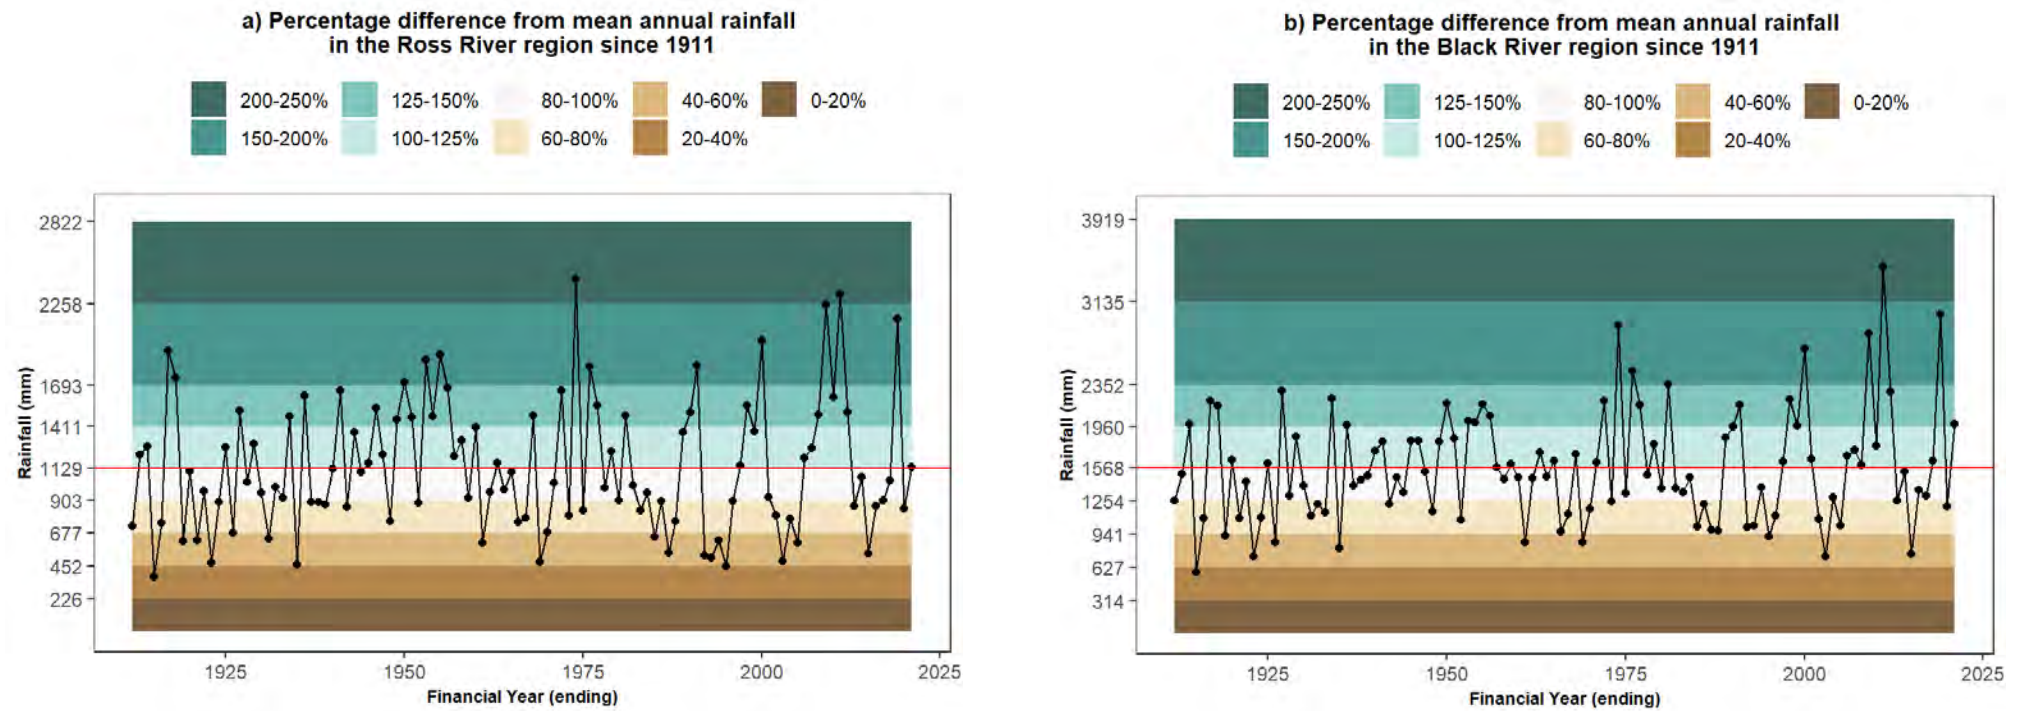 a) Percentage difference from mean annual rainfall
in the Ross River region since 1911
200-250% 125-150% 80-100% 40-60% 0-20%
150-200% 100-125% 60-80% 20-40%
Rainfall (mm)
2822
2258
1693
1411
1129
903
677
452
226
1925 1950 1975 2000 2025
Financial Year (ending)
b) Percentage difference from mean annual rainfall
in the Black River region since 1911
200-250% 125-150% 80-100% 40-60% 0-20%
150-200% 100-125% 60-80% 20-40%
Rainfall (mm)
3919
3135
2352
1960
1568
1254
941
627
314
1925 1950 1975 2000 2025
Financial Year (ending)